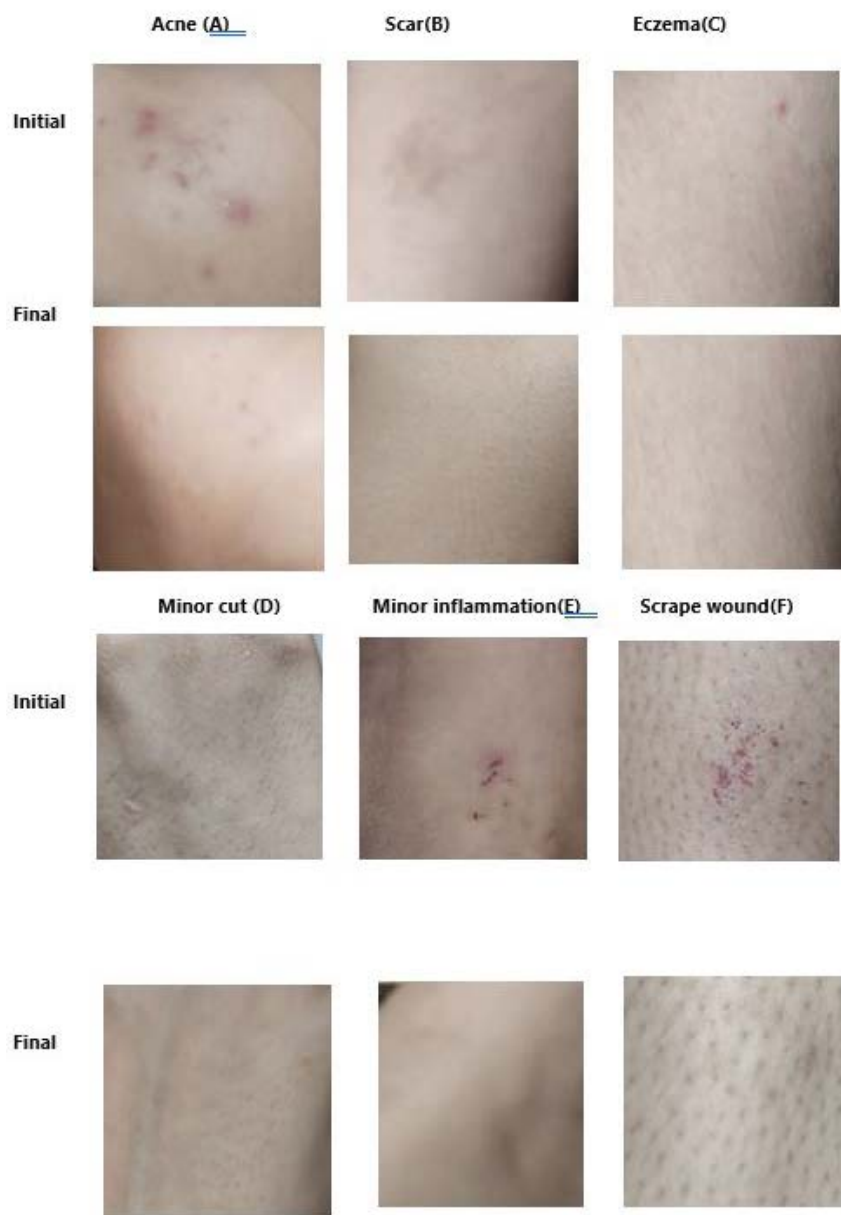 Acne (A) Scar(B) Eczema(C)
Initial
Final
Minor cut (D) Minor inflammation(E) Scrape wound(F)
Initial
Final